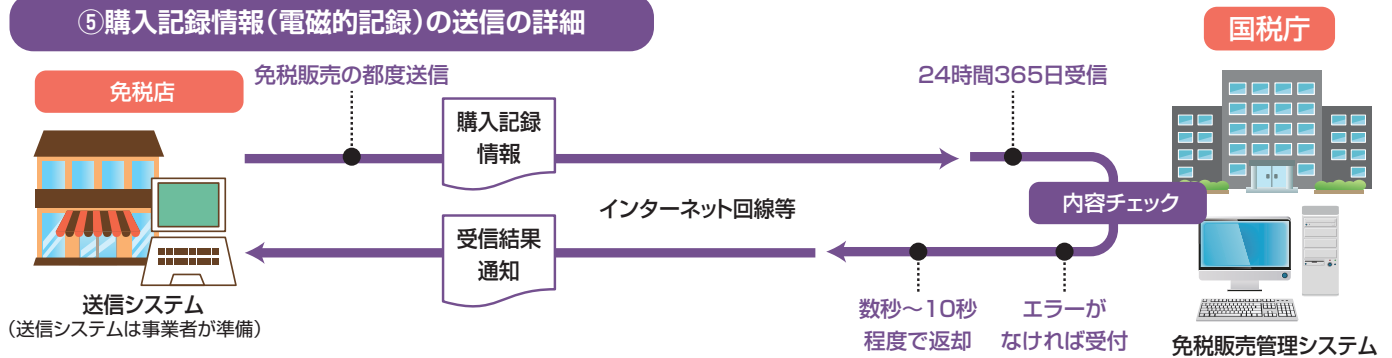 ⑤購入記録情報(電磁的記録)の送信の詳細
国税庁
免税店
免税販売の都度送信
24時間365日受信
購入記録
情報
インターネット回線等
内容チェック
受信結果
通知
送信システム
(送信システムは事業者が準備)
数秒~10秒
程度で返却
エラーが
なければ受付
免税販売管理システム